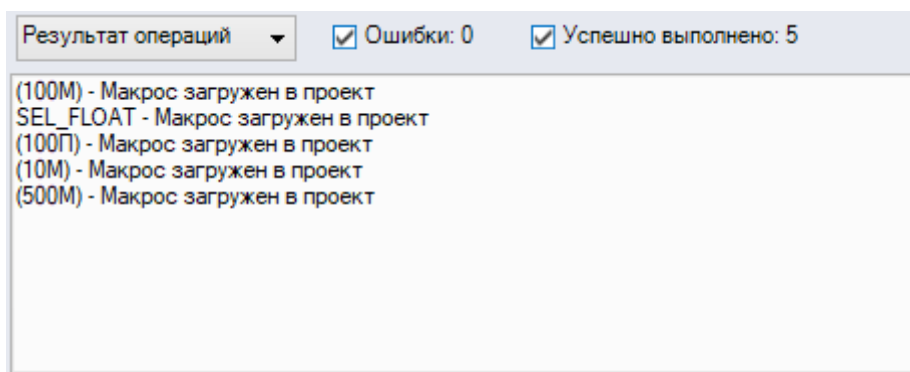 Результат операций Ошибки: 0 Успешно выполнено: 5
(100М) - Макрос загружен в проект
SEL_FLOAT - Макрос загружен в проект
(100П) - Макрос загружен в проект
(10М) - Макрос загружен в проект
(500М) - Макрос загружен в проект